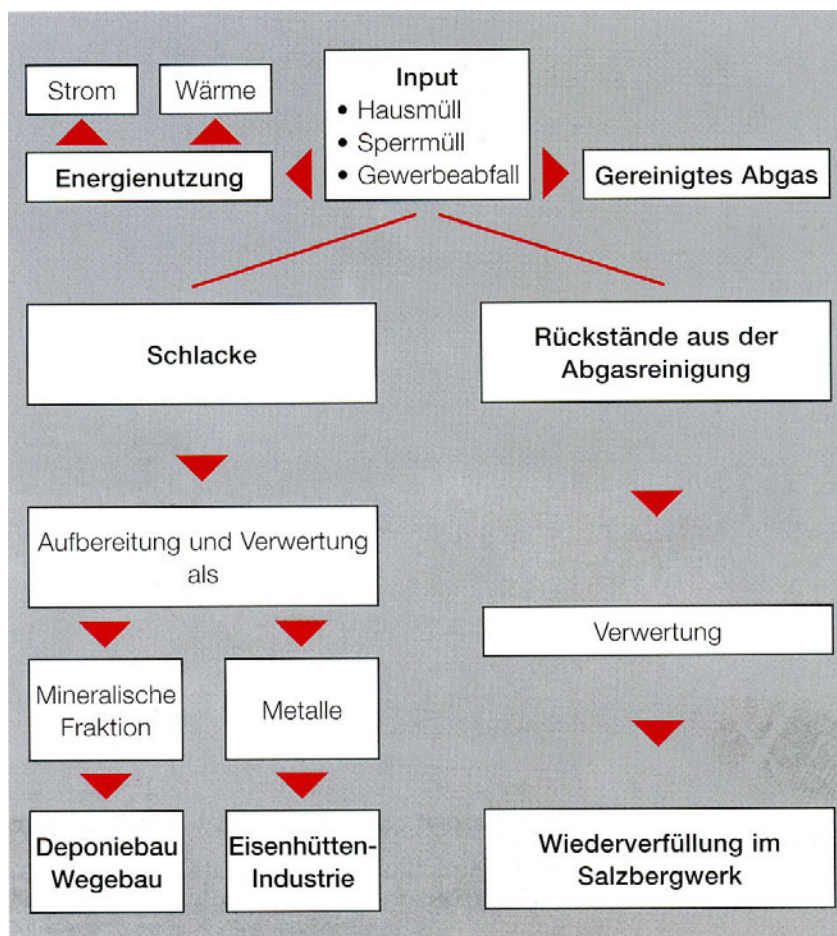 Strom
Wärme
Input
• Hausmüll
• Sperrmüll
• Gewerbeabfall
Energienutzung
Gereinigtes Abgas
Schlacke
Rückstände aus der
Abgasreinigung
Aufbereitung und Verwertung
als
Verwertung
Mineralische
Fraktion
Metalle
Deponiebau
Wegebau
Eisenhütten-
Industrie
Wiederverfüllung im
Salzbergwerk